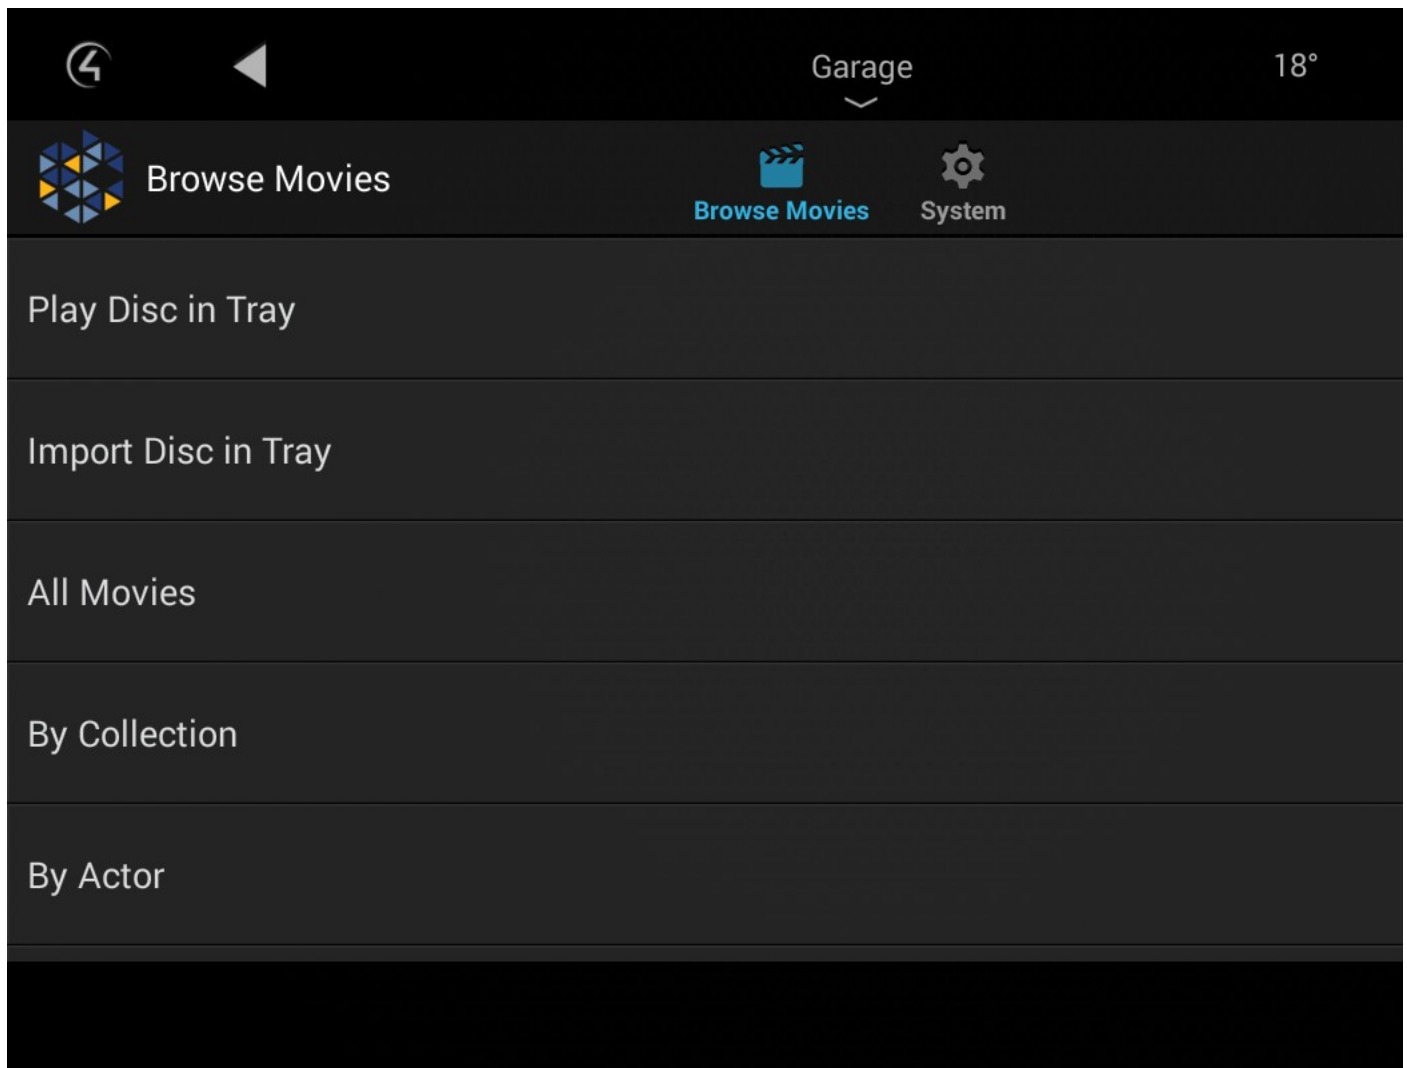 Garage
18°
Browse Movies
Browse Movies
System
Play Disc in Tray
Import Disc in Tray
All Movies
By Collection
By Actor